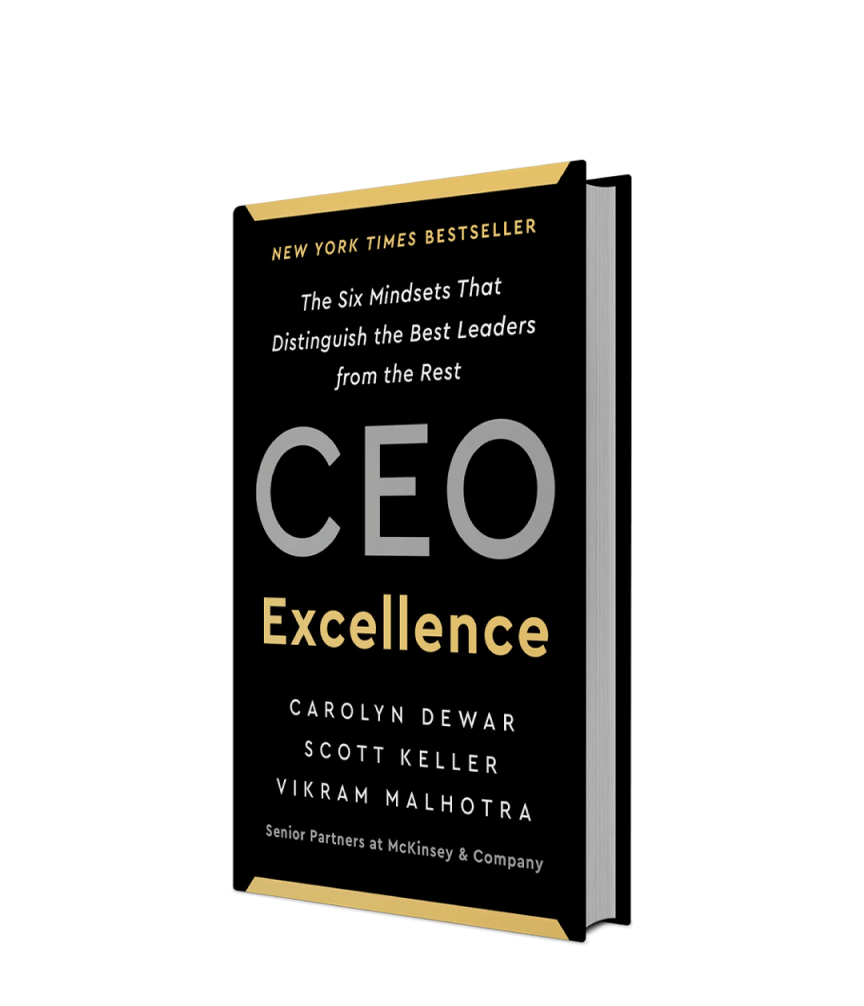 NEW YORK TIMES BESTSELLER
The Six Mindsets That
Distinguish the Best Leaders
from the Rest
CEO
Excellence
CAROLYN DEWAR
SCOTT KELLER
VIKRAM MALHOTRA
Senior Partners at McKinsey & Company